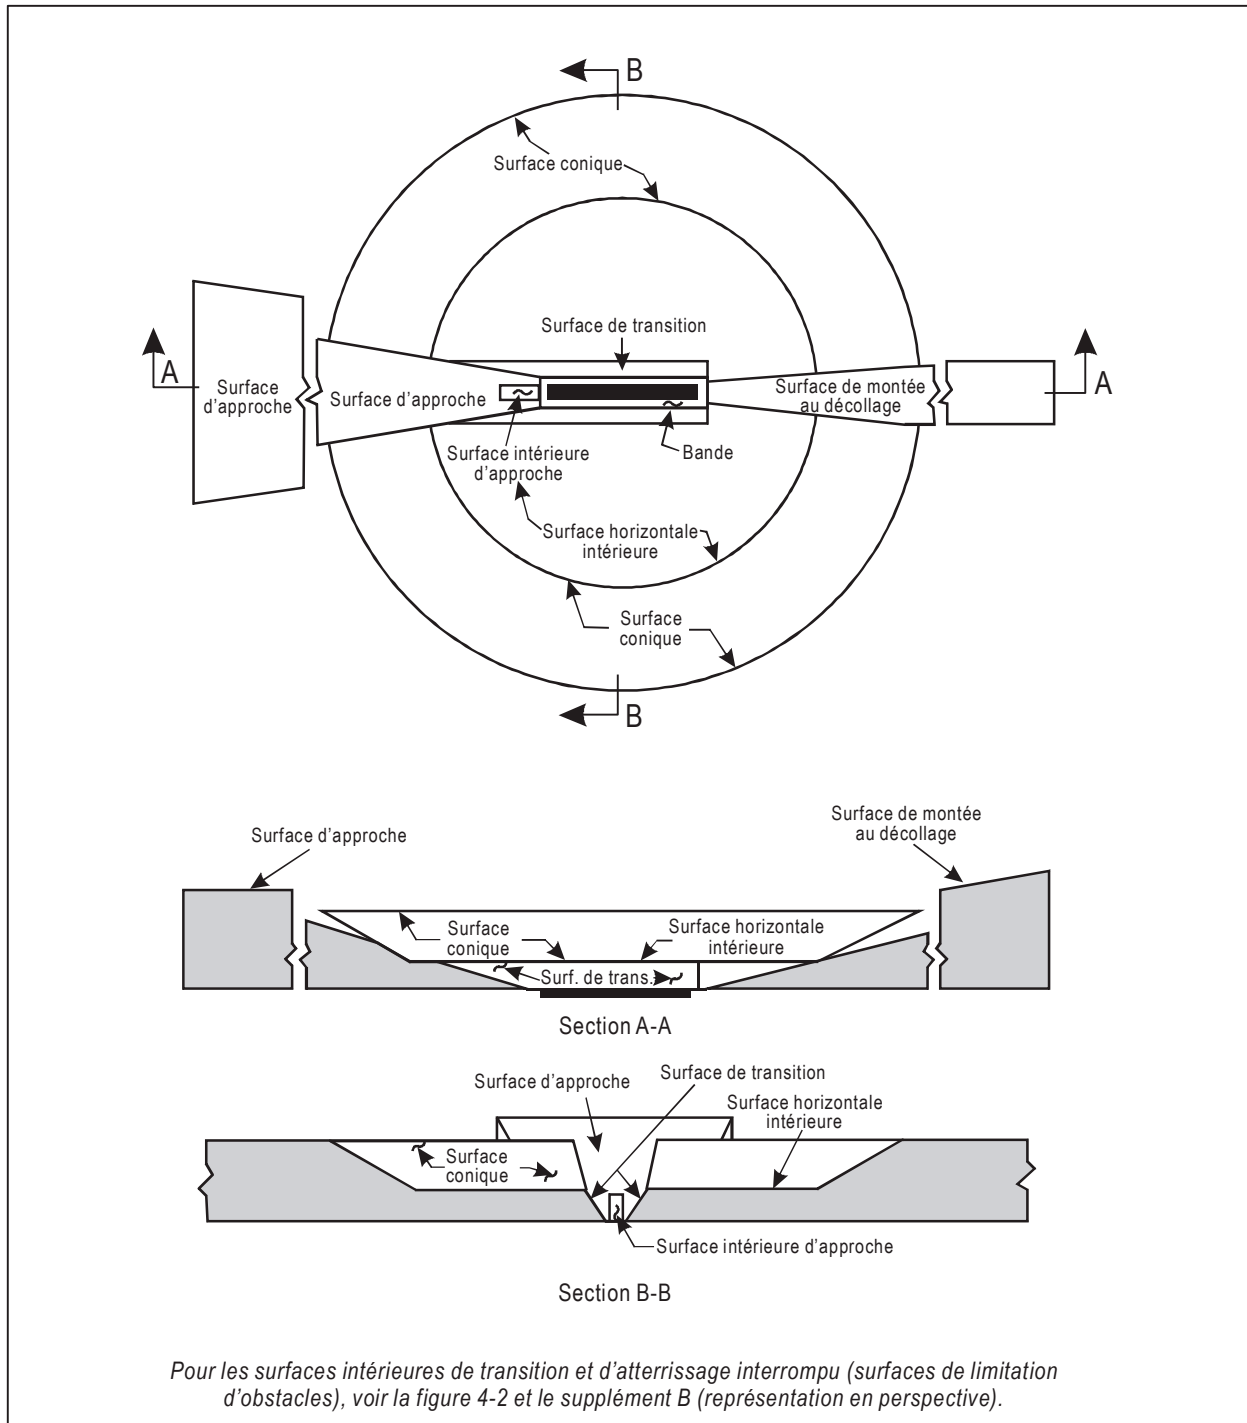 B
Surface conique
Surface de transition
A
Surface
d'approche
Surface d'approche
Surface de montée
au décollage
A
Surface intérieure
d'approche
Bande
Surface horizontale
intérieure
Surface
conique
B
Surface d'approche
Surface de montée
au décollage
Surface
conique
Surface horizontale
intérieure
Surf. de trans.
Section A-A
Surface d'approche
Surface de transition
Surface horizontale
intérieure
Surface
conique
Surface intérieure d'approche
Section B-B
Pour les surfaces intérieures de transition et d'atterrissage interrompu (surfaces de limitation
d'obstacles), voir la figure 4-2 et le supplément B (représentation en perspective).